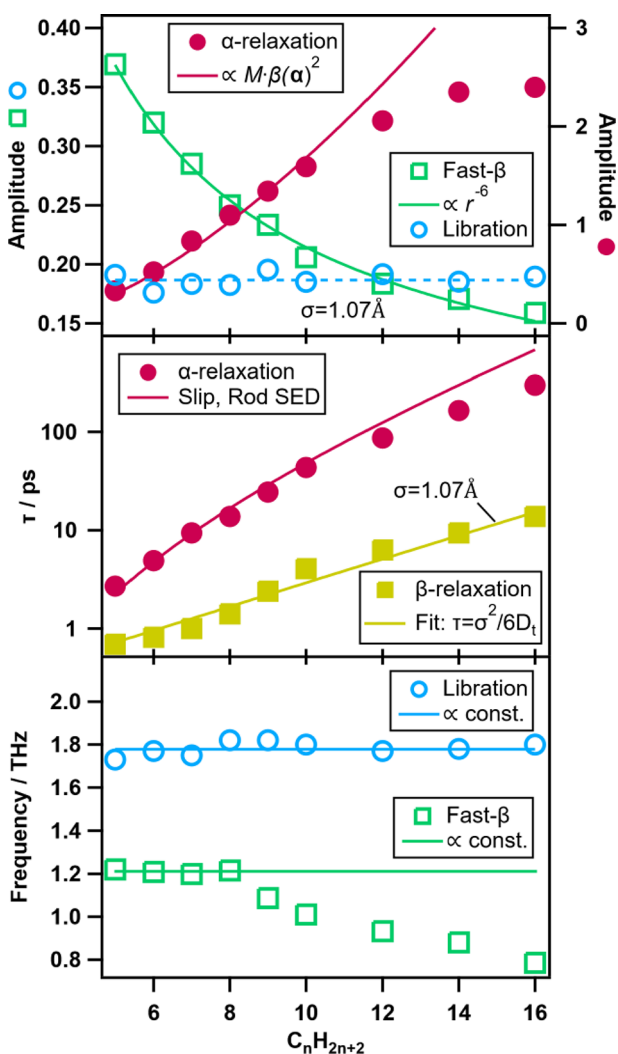 0.40
0.35
0.30
0.25
0.20
0.15
Amplitude
α-relaxation
∝ M·β(α)²
3
2
1
0
Amplitude
Fast-β
∝ r⁻⁶
Libration
σ=1.07Å
α-relaxation
Slip, Rod SED
100
10
1
τ / ps
σ=1.07Å
β-relaxation
Fit: τ=σ²/6Dₜ
Libration
∝ const.
2.0
1.8
1.6
1.4
1.2
1.0
0.8
Frequency / THz
Fast-β
∝ const.
6 8 10 12 14 16
CₙH₂ₙ₊₂